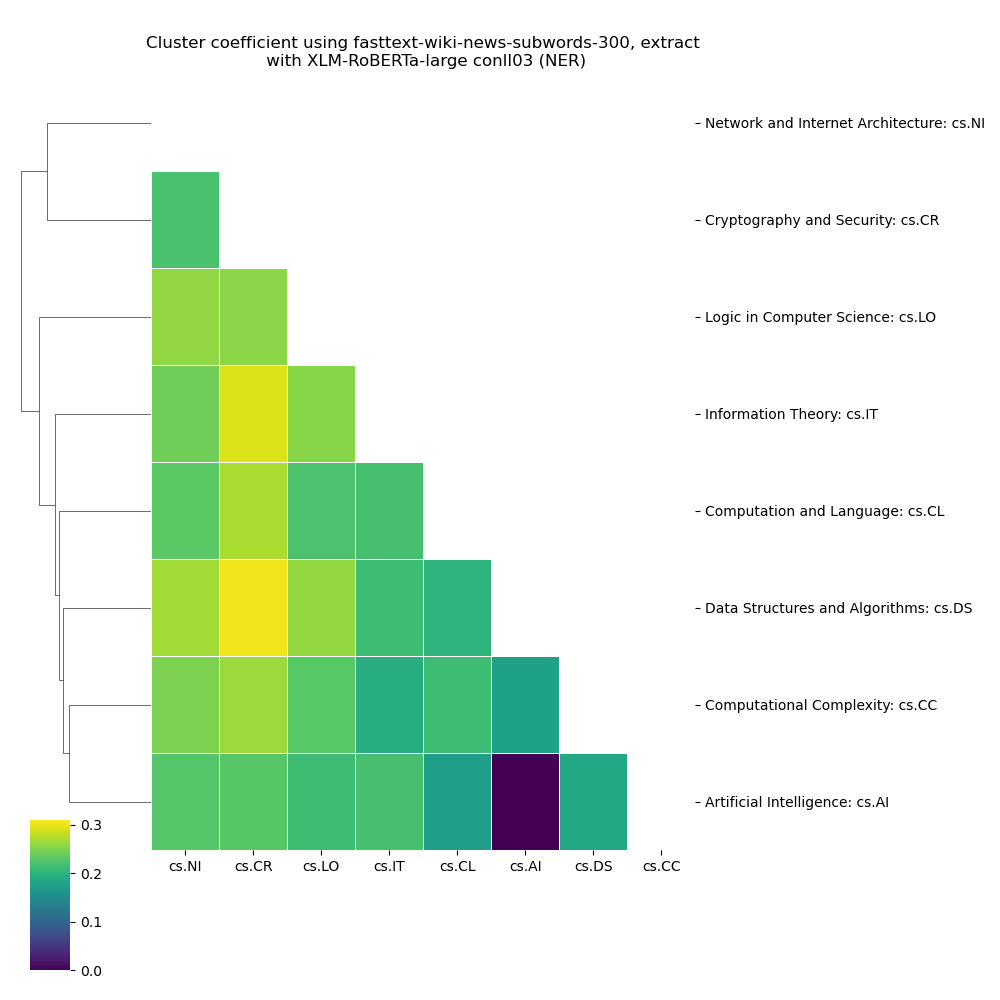 Cluster coefficient using fasttext-wiki-news-subwords-300, extract
with XLM-RoBERTa-large conll03 (NER)
Network and Internet Architecture: cs.NI
Cryptography and Security: cs.CR
Logic in Computer Science: cs.LO
Information Theory: cs.IT
Computation and Language: cs.CL
Data Structures and Algorithms: cs.DS
Computational Complexity: cs.CC
Artificial Intelligence: cs.AI
cs.NI cs.CR cs.LO cs.IT cs.CL cs.AI cs.DS cs.CC
0.3
0.2
0.1
0.0